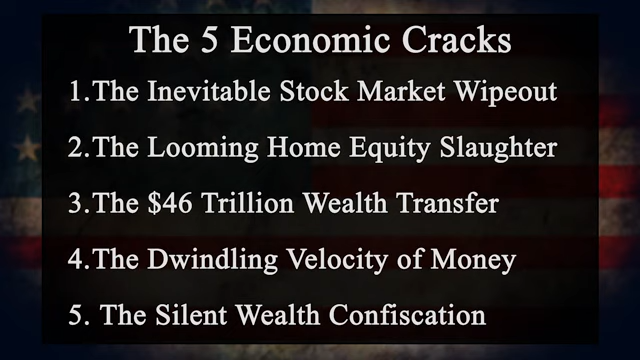 The 5 Economic Cracks
1.The Inevitable Stock Market Wipeout
2.The Looming Home Equity Slaughter
3.The $46 Trillion Wealth Transfer
4.The Dwindling Velocity of Money
5. The Silent Wealth Confiscation